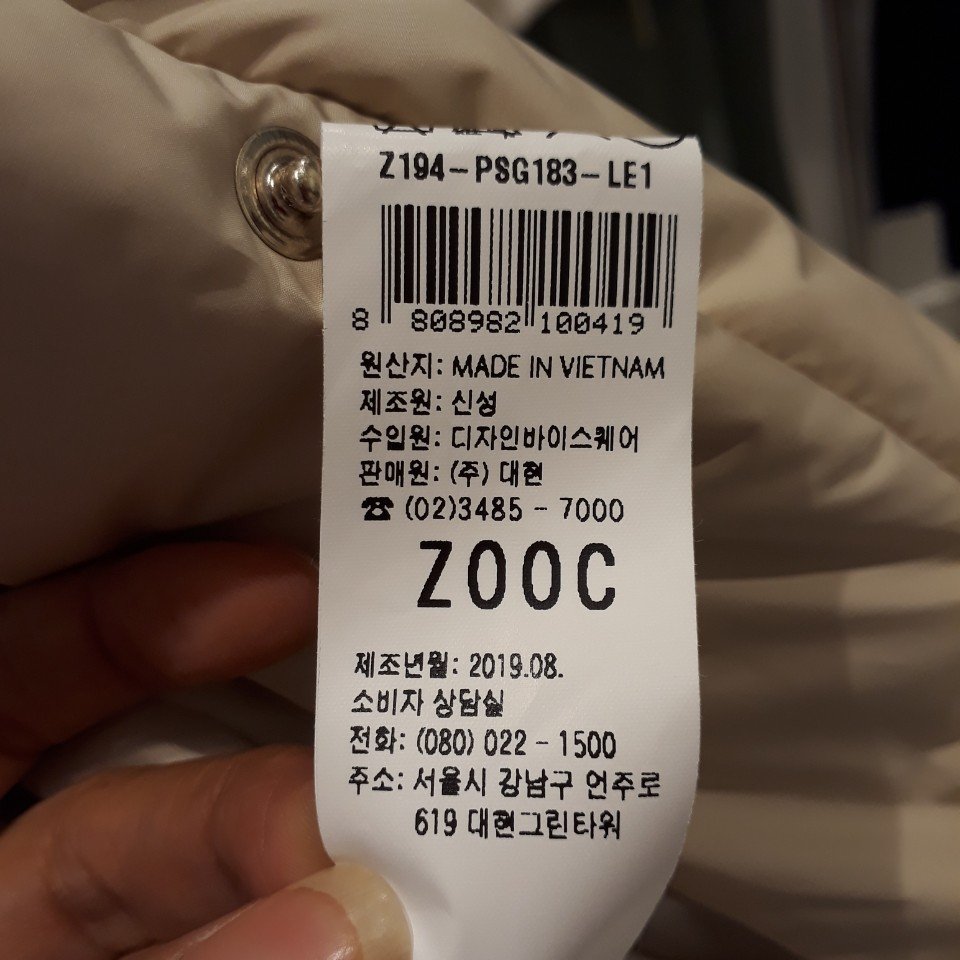 Z194-PSG183-LE1
8 808982 100419
원산지: MADE IN VIETNAM
제조원: 신성
수입원: 디자인바이스퀘어
판매원: (주) 대현
☎ (02)3485 - 7000
ZOOC
제조년월: 2019.08.
소비자 상담실
전화: (080) 022 - 1500
주소: 서울시 강남구 언주로
619 대현그린타워